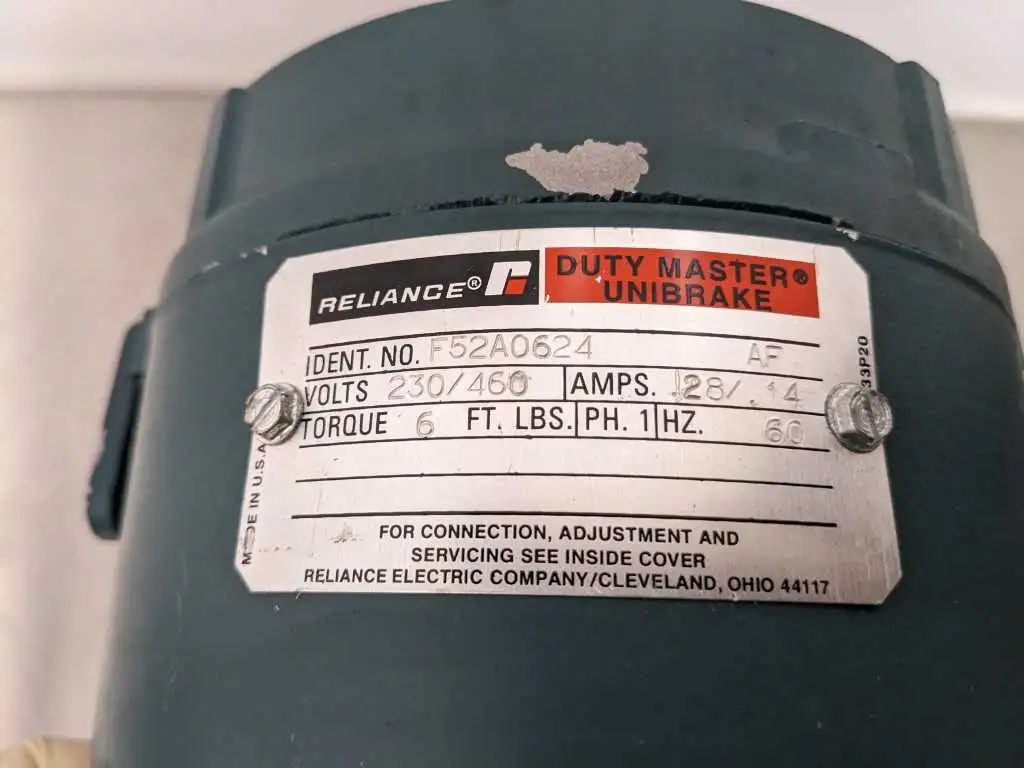 RELIANCE®
DUTY MASTER®
UNIBRAKE
IDENT. NO. F52A0624 AF
VOLTS 230/460 AMPS. .28/.14
TORQUE 6 FT. LBS. PH. 1 HZ. 60
FOR CONNECTION, ADJUSTMENT AND
SERVICING SEE INSIDE COVER
RELIANCE ELECTRIC COMPANY/CLEVELAND, OHIO 44117
MADE IN U.S.A.